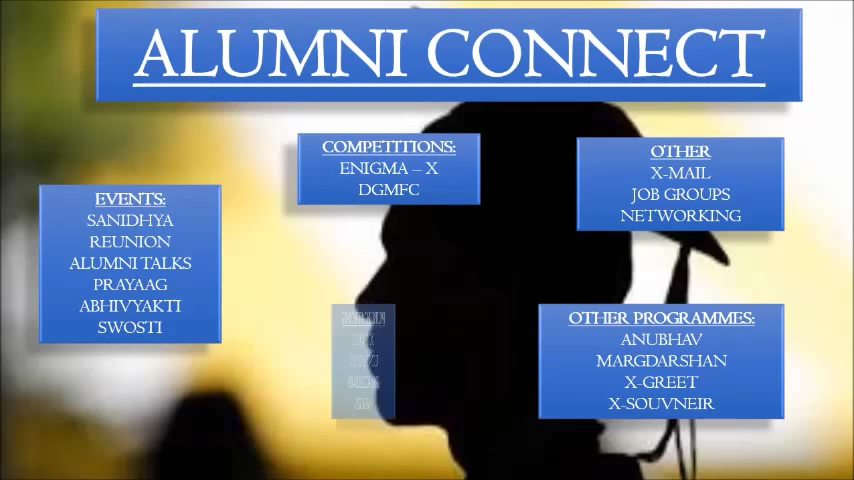 ALUMNI CONNECT
COMPETITIONS:
ENIGMA – X
DGMFC
OTHER
X-MAIL
JOB GROUPS
NETWORKING
EVENTS:
SANIDHYA
REUNION
ALUMNI TALKS
PRAYAAG
ABHIVYAKTI
SWOSTI
OTHER PROGRAMMES:
ANUBHAV
MARGDARSHAN
X-GREET
X-SOUVNEIR